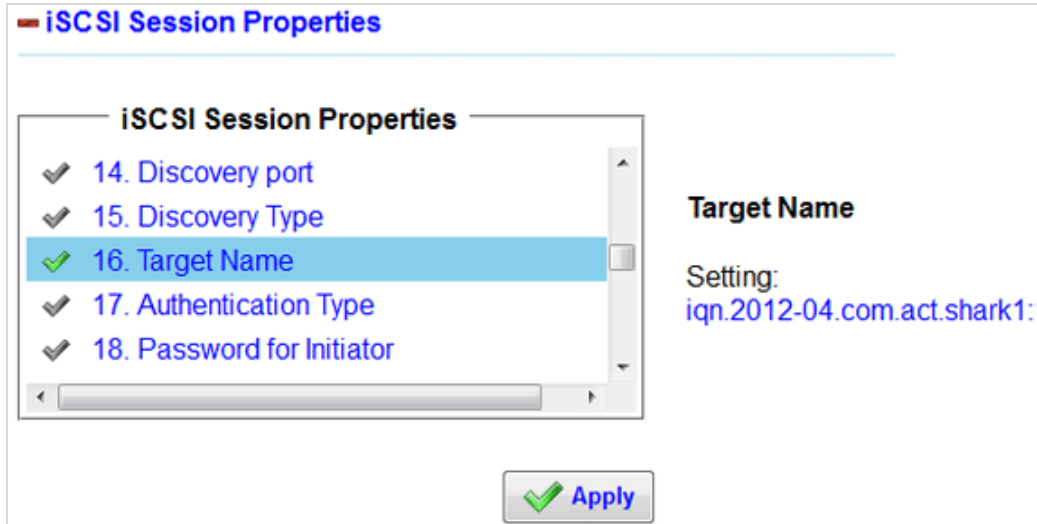 iSCSI Session Properties
iSCSI Session Properties
14. Discovery port
15. Discovery Type
16. Target Name
17. Authentication Type
18. Password for Initiator
Target Name
Setting:
iqn.2012-04.com.act.shark1:
Apply